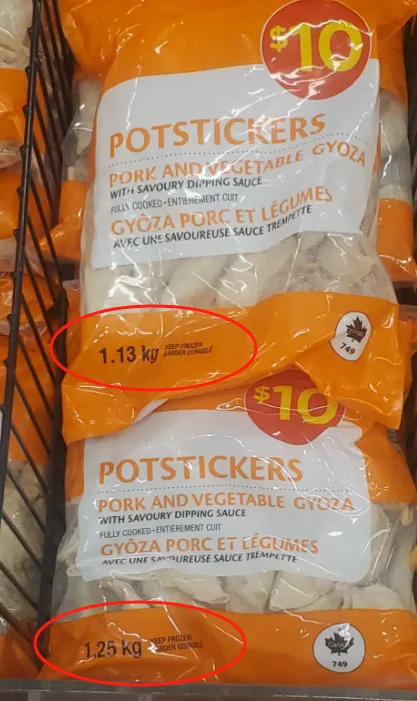 $10
POTSTICKERS
PORK AND VEGETABLE GYOZA
WITH SAVOURY DIPPING SAUCE
FULLY COOKED • ENTIÈREMENT CUIT
GYÔZA PORC ET LÉGUMES
AVEC UNE SAVOUREUSE SAUCE TREMPETTE
1.13 kg
KEEP FROZEN
GARDER CONGELÉ
749
$10
POTSTICKERS
PORK AND VEGETABLE GYOZA
WITH SAVOURY DIPPING SAUCE
FULLY COOKED • ENTIÈREMENT CUIT
GYÔZA PORC ET LÉGUMES
AVEC UNE SAVOUREUSE SAUCE TREMPETTE
1,25 kg
KEEP FROZEN
GARDER CONGELÉ
749